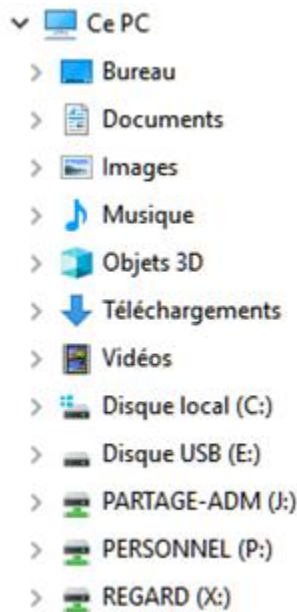 Ce PC
Bureau
Documents
Images
Musique
Objets 3D
Téléchargements
Vidéos
Disque local (C:)
Disque USB (E:)
PARTAGE-ADM (J:)
PERSONNEL (P:)
REGARD (X:)